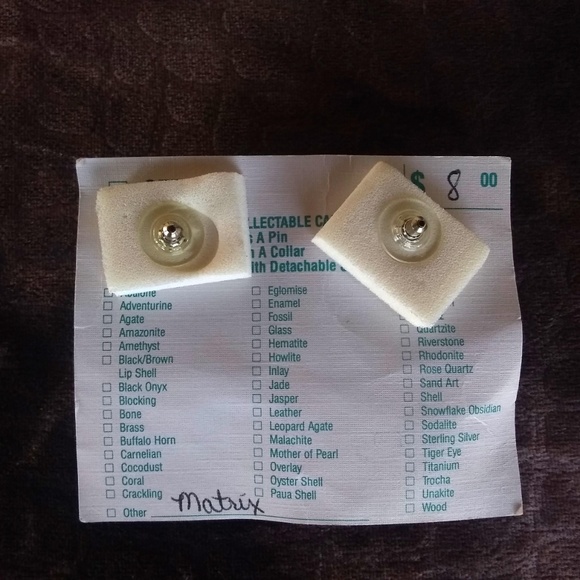 $ 8 00
LLECTABLE CA
s A Pin
n A Collar
ith Detachable
Abalone
☐ Adventurine
☐ Agate
☐ Amazonite
☐ Amethyst
☐ Black/Brown
Lip Shell
☐ Black Onyx
☐ Blocking
☐ Bone
☐ Brass
☐ Buffalo Horn
☐ Carnelian
☐ Cocodust
☐ Coral
☐ Crackling
☐ Other Matrix
☐ Eglomise
☐ Enamel
☐ Fossil
☐ Glass
☐ Hematite
☐ Howlite
☐ Inlay
☐ Jade
☐ Jasper
☐ Leather
☐ Leopard Agate
☐ Malachite
☐ Mother of Pearl
☐ Overlay
☐ Oyster Shell
☐ Paua Shell
Quartzite
☐ Riverstone
☐ Rhodonite
☐ Rose Quartz
☐ Sand Art
☐ Shell
☐ Snowflake Obsidian
☐ Sodalite
☐ Sterling Silver
☐ Tiger Eye
☐ Titanium
☐ Trocha
☐ Unakite
☐ Wood